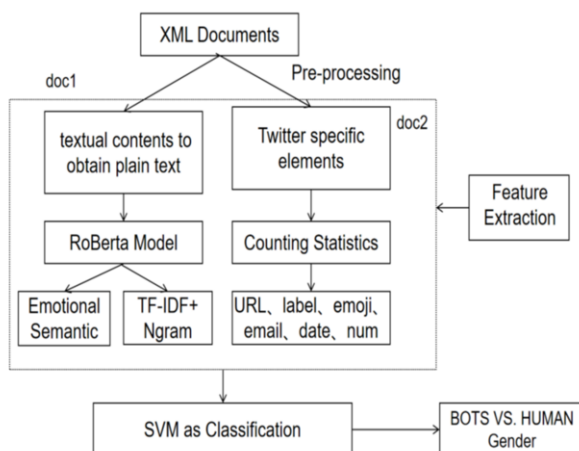 XML Documents
Pre-processing
doc1
doc2
textual contents to
obtain plain text
Twitter specific
elements
Feature
Extraction
RoBerta Model
Counting Statistics
Emotional
Semantic
TF-IDF+
Ngram
URL、label、emoji、
email、date、num
SVM as Classification
BOTS VS. HUMAN
Gender